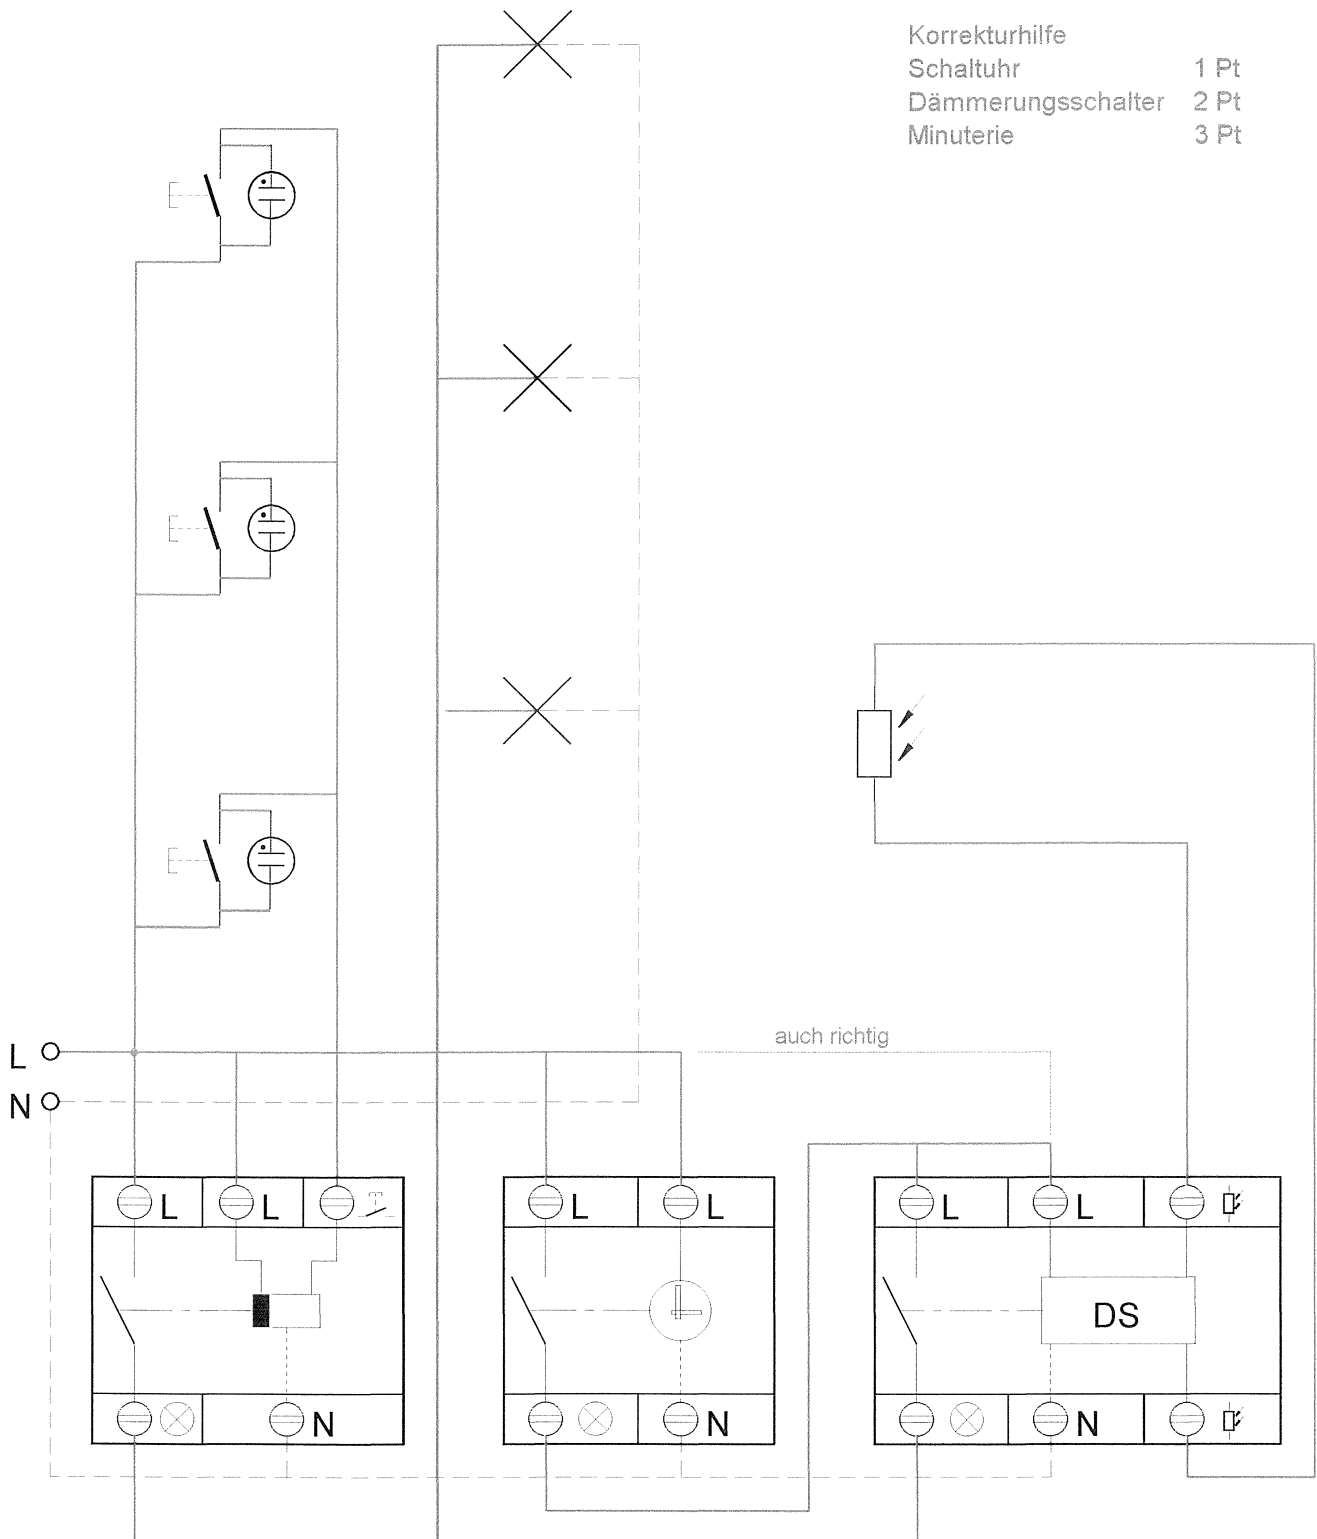 Korrekturhilfe
Schaltuhr 1 Pt
Dämmerungsschalter 2 Pt
Minuterie 3 Pt
auch richtig
L
N
L L L L L L
DS
N N N